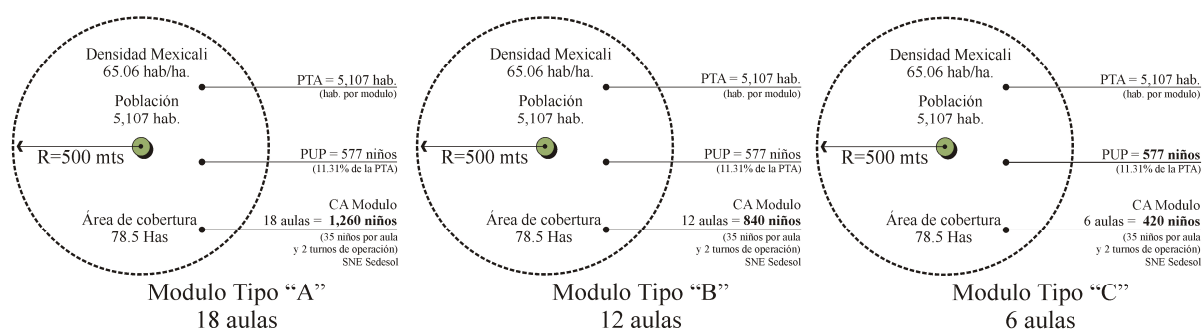 Densidad Mexicali
65.06 hab/ha.
PTA = 5,107 hab.
(hab. por modulo)
Población
5,107 hab.
R=500 mts
PUP = 577 niños
(11.31% de la PTA)
CA Modulo
Área de cobertura
18 aulas = 1,260 niños
78.5 Has
(35 niños por aula
y 2 turnos de operación)
SNE Sedesol
Modulo Tipo “A”
18 aulas
Densidad Mexicali
65.06 hab/ha.
PTA = 5,107 hab.
(hab. por modulo)
Población
5,107 hab.
R=500 mts
PUP = 577 niños
(11.31% de la PTA)
CA Modulo
Área de cobertura
12 aulas = 840 niños
78.5 Has
(35 niños por aula
y 2 turnos de operación)
SNE Sedesol
Modulo Tipo “B”
12 aulas
Densidad Mexicali
65.06 hab/ha.
PTA = 5,107 hab.
(hab. por modulo)
Población
5,107 hab.
R=500 mts
PUP = 577 niños
(11.31% de la PTA)
CA Modulo
Área de cobertura
6 aulas = 420 niños
78.5 Has
(35 niños por aula
y 2 turnos de operación)
SNE Sedesol
Modulo Tipo “C”
6 aulas